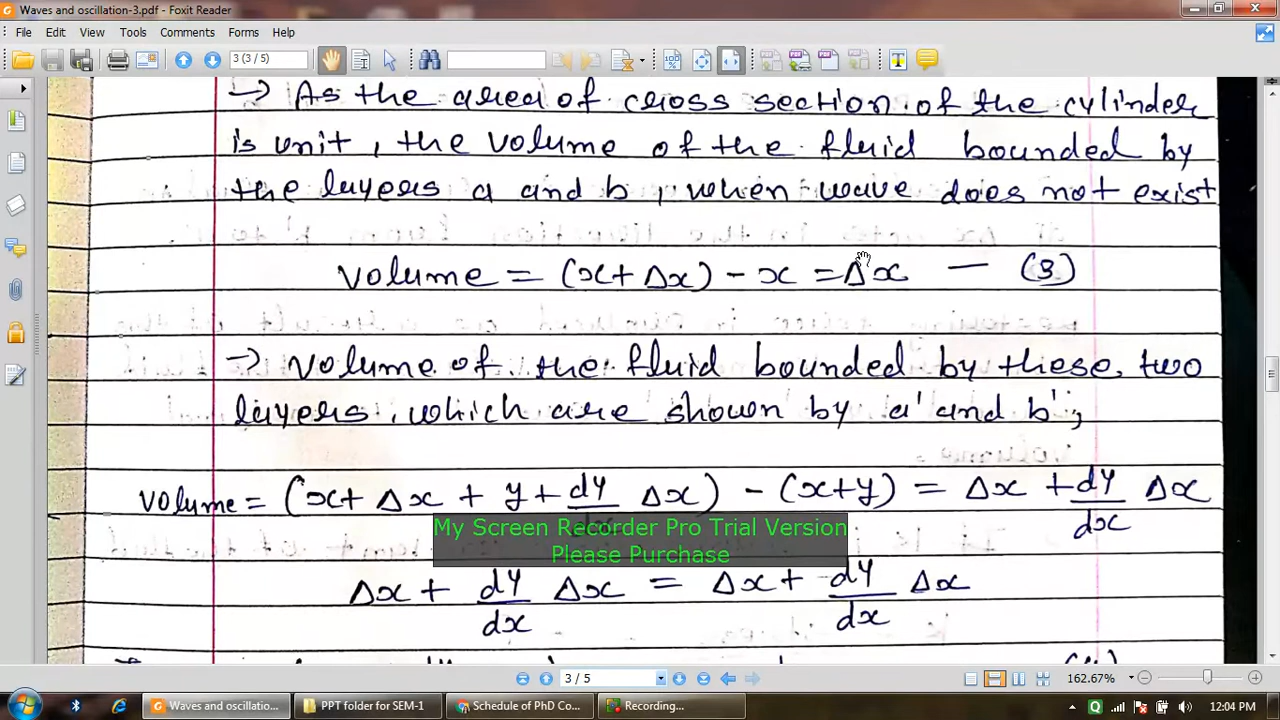 Waves and oscillation-3.pdf - Foxit Reader
File Edit View Tools Comments Forms Help
3 (3 / 5)
→ As the area of cross section of the cylinder
is unit, the volume of the fluid bounded by
the layers a and b, when wave does not exist
volume = (x+Δx) - x = Δx — (3)
→ Volume of the fluid bounded by these two
layers, which are shown by a' and b';
volume = (x+ Δx + y + dy/dx Δx) - (x+y) = Δx + dy/dx Δx
My Screen Recorder Pro Trial Version
Please Purchase
Δx + dy/dx Δx = Δx + dy/dx Δx
3 / 5
162.67%
Waves and oscillatio...
PPT folder for SEM-1
Schedule of PhD Co...
Recording...
12:04 PM